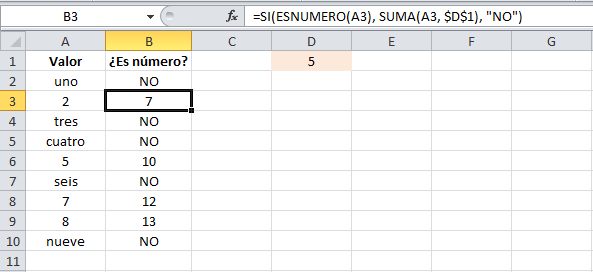 B3 fx =SI(ESNUMERO(A3), SUMA(A3, $D$1), "NO")
A B C D E F G
1 Valor ¿Es número? 5
2 uno NO
3 2 7
4 tres NO
5 cuatro NO
6 5 10
7 seis NO
8 7 12
9 8 13
10 nueve NO
11